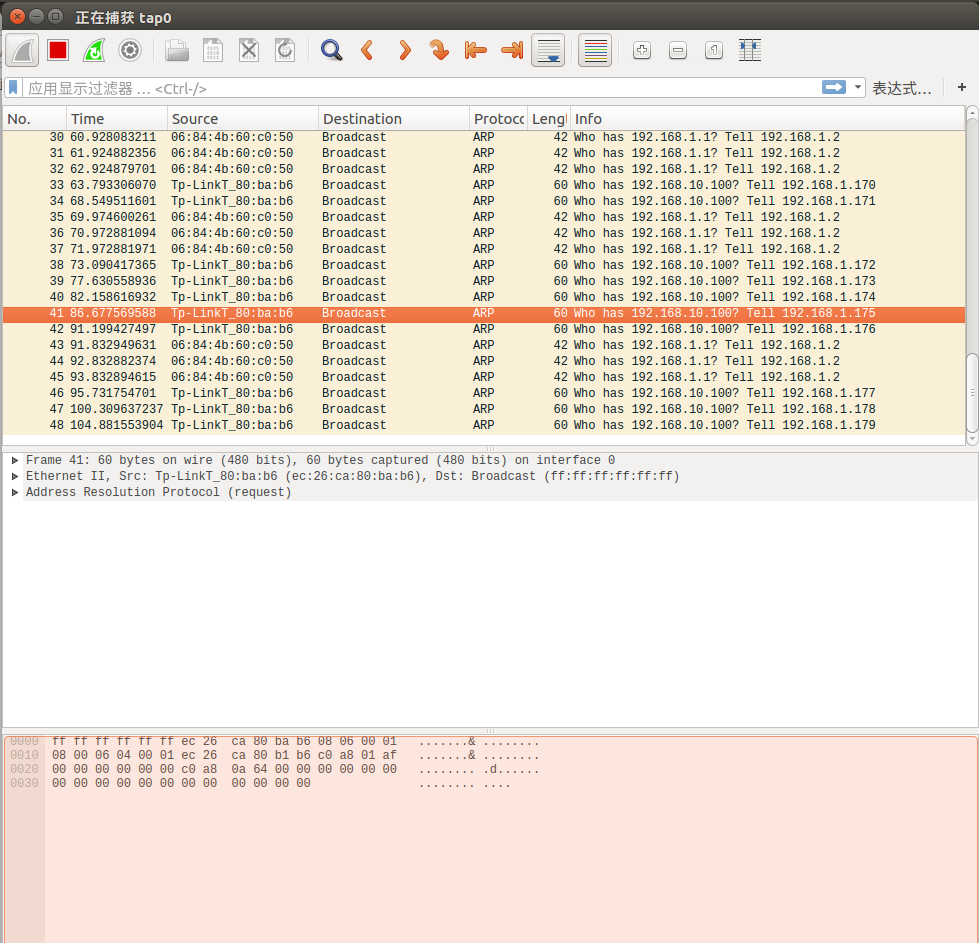 正在捕获 tap0
应用显示过滤器 … <Ctrl-/> 表达式… +
No. Time Source Destination Protoc Lengt Info
30 60.928083211 06:84:4b:60:c0:50 Broadcast ARP 42 Who has 192.168.1.1? Tell 192.168.1.2
31 61.924882356 06:84:4b:60:c0:50 Broadcast ARP 42 Who has 192.168.1.1? Tell 192.168.1.2
32 62.924879701 06:84:4b:60:c0:50 Broadcast ARP 42 Who has 192.168.1.1? Tell 192.168.1.2
33 63.793306070 Tp-LinkT_80:ba:b6 Broadcast ARP 60 Who has 192.168.10.100? Tell 192.168.1.170
34 68.549511601 Tp-LinkT_80:ba:b6 Broadcast ARP 60 Who has 192.168.10.100? Tell 192.168.1.171
35 69.974600261 06:84:4b:60:c0:50 Broadcast ARP 42 Who has 192.168.1.1? Tell 192.168.1.2
36 70.972881094 06:84:4b:60:c0:50 Broadcast ARP 42 Who has 192.168.1.1? Tell 192.168.1.2
37 71.972881971 06:84:4b:60:c0:50 Broadcast ARP 42 Who has 192.168.1.1? Tell 192.168.1.2
38 73.090417365 Tp-LinkT_80:ba:b6 Broadcast ARP 60 Who has 192.168.10.100? Tell 192.168.1.172
39 77.630558936 Tp-LinkT_80:ba:b6 Broadcast ARP 60 Who has 192.168.10.100? Tell 192.168.1.173
40 82.158616932 Tp-LinkT_80:ba:b6 Broadcast ARP 60 Who has 192.168.10.100? Tell 192.168.1.174
41 86.677569588 Tp-LinkT_80:ba:b6 Broadcast ARP 60 Who has 192.168.10.100? Tell 192.168.1.175
42 91.199427497 Tp-LinkT_80:ba:b6 Broadcast ARP 60 Who has 192.168.10.100? Tell 192.168.1.176
43 91.832949631 06:84:4b:60:c0:50 Broadcast ARP 42 Who has 192.168.1.1? Tell 192.168.1.2
44 92.832882374 06:84:4b:60:c0:50 Broadcast ARP 42 Who has 192.168.1.1? Tell 192.168.1.2
45 93.832894615 06:84:4b:60:c0:50 Broadcast ARP 42 Who has 192.168.1.1? Tell 192.168.1.2
46 95.731754701 Tp-LinkT_80:ba:b6 Broadcast ARP 60 Who has 192.168.10.100? Tell 192.168.1.177
47 100.309637237 Tp-LinkT_80:ba:b6 Broadcast ARP 60 Who has 192.168.10.100? Tell 192.168.1.178
48 104.881553904 Tp-LinkT_80:ba:b6 Broadcast ARP 60 Who has 192.168.10.100? Tell 192.168.1.179
Frame 41: 60 bytes on wire (480 bits), 60 bytes captured (480 bits) on interface 0
Ethernet II, Src: Tp-LinkT_80:ba:b6 (ec:26:ca:80:ba:b6), Dst: Broadcast (ff:ff:ff:ff:ff:ff)
Address Resolution Protocol (request)
0000 ff ff ff ff ff ff ec 26 ca 80 ba b6 08 06 00 01 .......& ........
0010 08 00 06 04 00 01 ec 26 ca 80 b1 b6 c0 a8 01 af .......& ........
0020 00 00 00 00 00 00 c0 a8 0a 64 00 00 00 00 00 00 ........ .d......
0030 00 00 00 00 00 00 00 00 00 00 00 00 ........ ....